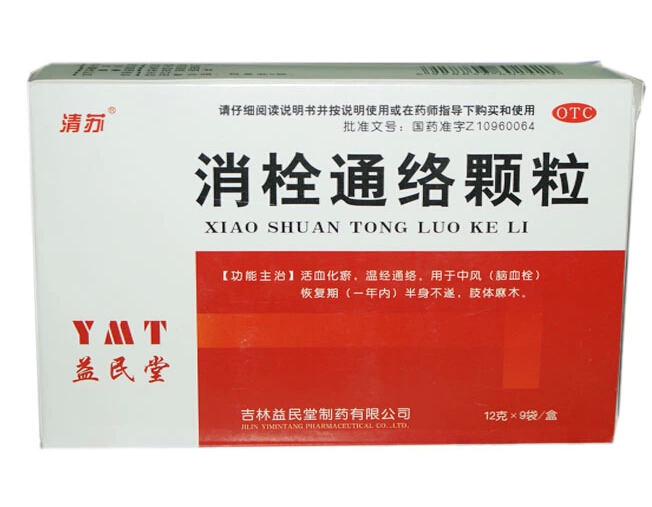 清苏®
请仔细阅读说明书并按说明使用或在药师指导下购买和使用
OTC
批准文号：国药准字Z10960064
消栓通络颗粒
XIAO SHUAN TONG LUO KE LI
【功能主治】活血化瘀，温经通络。用于中风（脑血栓）
恢复期（一年内）半身不遂，肢体麻木。
YMT
益民堂
吉林益民堂制药有限公司
JILIN YIMINTANG PHARMACEUTICAL CO.,LTD.
12克×9袋/盒